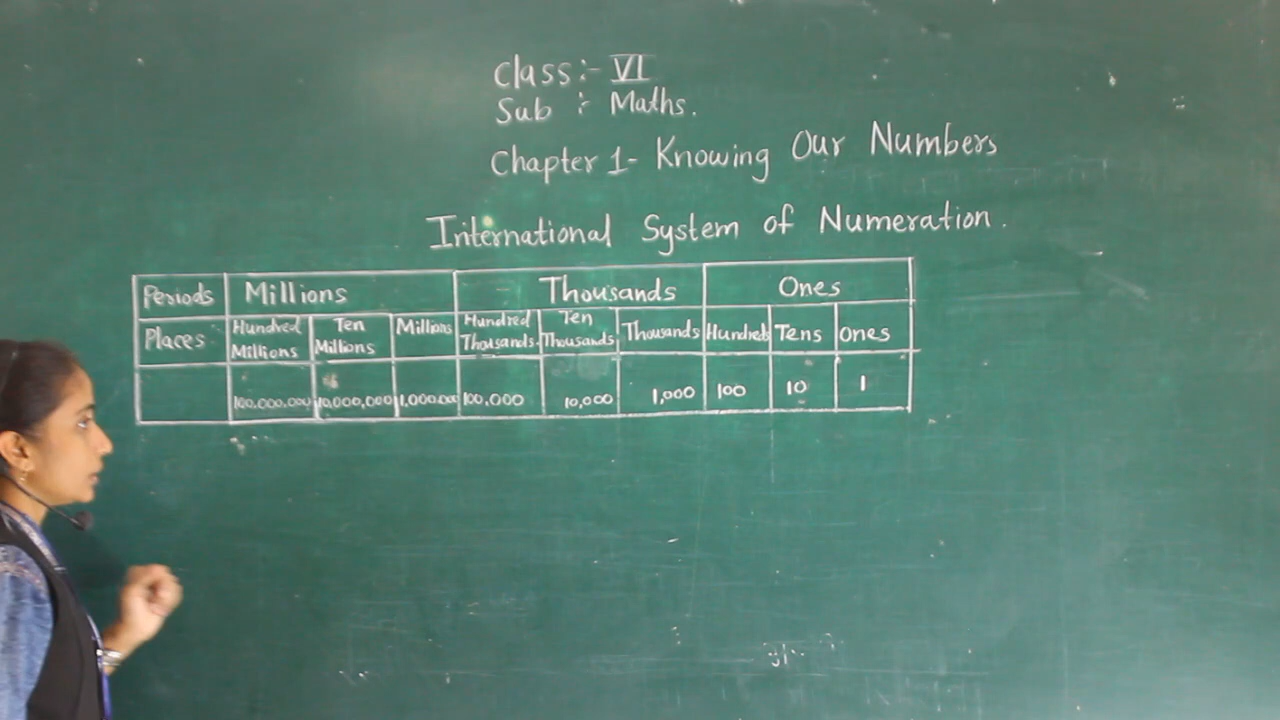 Class :- VI
Sub :- Maths.
Chapter 1- Knowing Our Numbers
International System of Numeration.
Periods Millions Thousands Ones
Places Hundred Millions Ten Millions Millions Hundred Thousands. Ten Thousands Thousands Hundreds Tens Ones
100,000,000 10,000,000 1,000,000 100,000 10,000 1,000 100 10 1